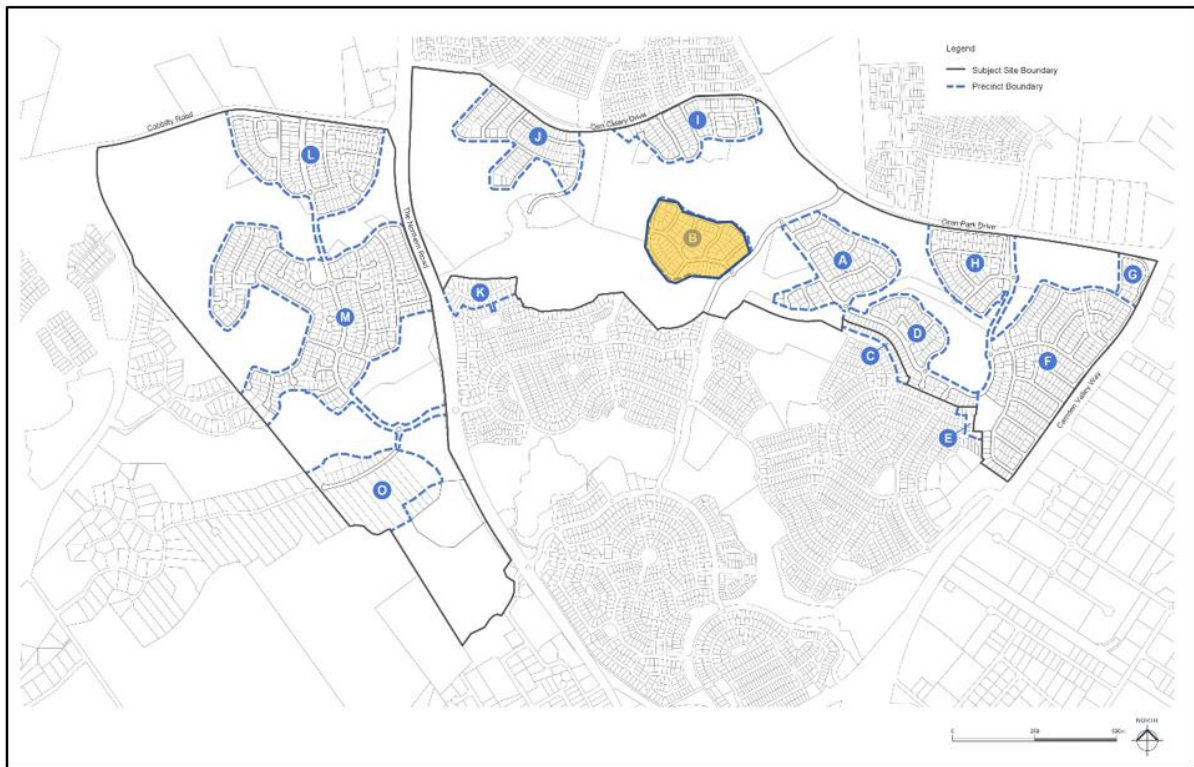 Legend
Subject Site Boundary
Precinct Boundary
Cobbitty Road
L
J
Dan Cleary Drive
I
The Northern Road
B
A
Oran Park Drive
H
G
K
M
D
C
F
Camden Valley Way
E
O
NORTH
0
250
500m